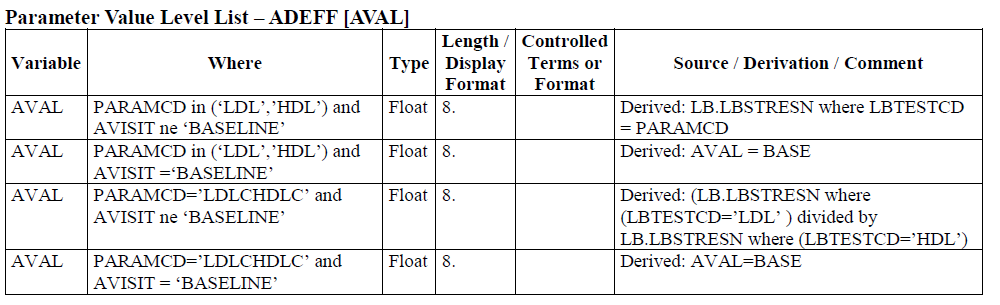 Parameter Value Level List – ADEFF [AVAL]
Variable Where Type Length / Display Format Controlled Terms or Format Source / Derivation / Comment
AVAL PARAMCD in (‘LDL’,’HDL’) and AVISIT ne ‘BASELINE’ Float 8. Derived: LB.LBSTRESN where LBTESTCD = PARAMCD
AVAL PARAMCD in (‘LDL’,’HDL’) and AVISIT =‘BASELINE’ Float 8. Derived: AVAL = BASE
AVAL PARAMCD=’LDLCHDLC’ and AVISIT ne ‘BASELINE’ Float 8. Derived: (LB.LBSTRESN where (LBTESTCD=’LDL’ ) divided by LB.LBSTRESN where (LBTESTCD=’HDL’)
AVAL PARAMCD=’LDLCHDLC’ and AVISIT = ‘BASELINE’ Float 8. Derived: AVAL=BASE